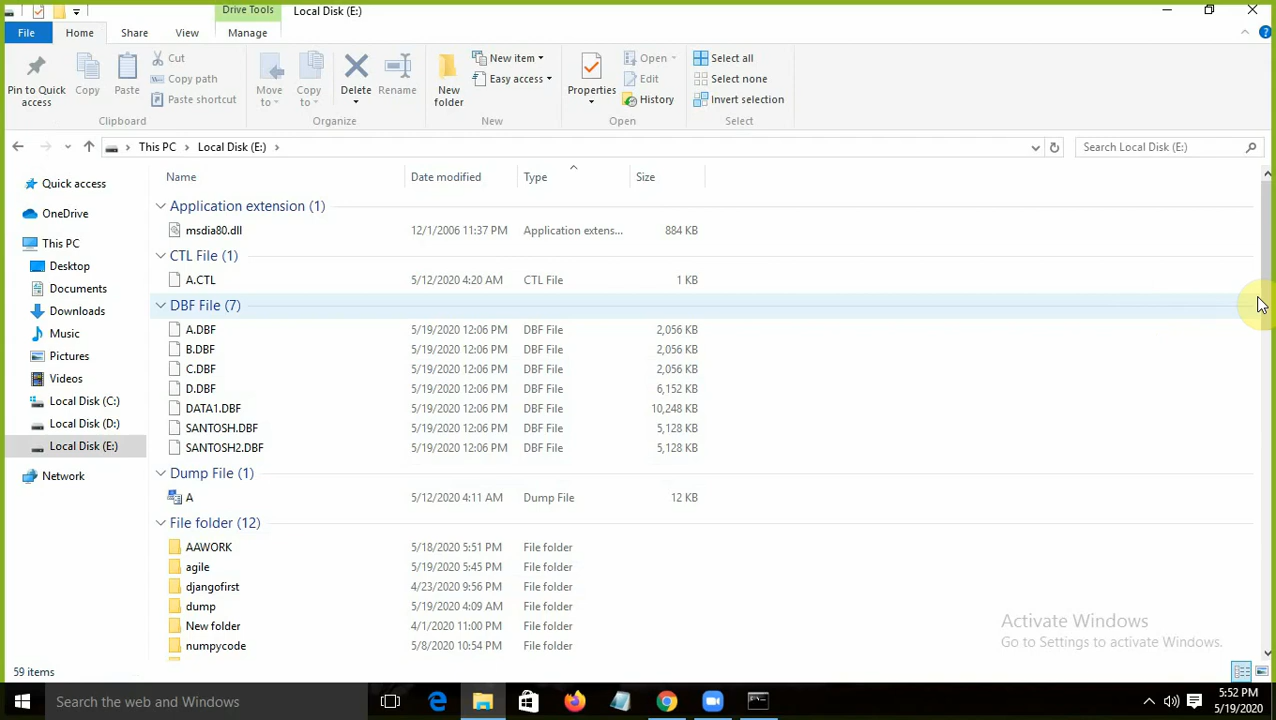 Drive Tools Local Disk (E:)
File Home Share View Manage
Pin to Quick access
Copy
Paste
Cut
Copy path
Paste shortcut
Clipboard
Move to
Copy to
Delete
Rename
Organize
New folder
New item
Easy access
New
Properties
Open
Edit
History
Open
Select all
Select none
Invert selection
Select
This PC Local Disk (E:)
Search Local Disk (E:)
Quick access
OneDrive
This PC
Desktop
Documents
Downloads
Music
Pictures
Videos
Local Disk (C:)
Local Disk (D:)
Local Disk (E:)
Network
Name Date modified Type Size
Application extension (1)
msdia80.dll 12/1/2006 11:37 PM Application extens... 884 KB
CTL File (1)
A.CTL 5/12/2020 4:20 AM CTL File 1 KB
DBF File (7)
A.DBF 5/19/2020 12:06 PM DBF File 2,056 KB
B.DBF 5/19/2020 12:06 PM DBF File 2,056 KB
C.DBF 5/19/2020 12:06 PM DBF File 2,056 KB
D.DBF 5/19/2020 12:06 PM DBF File 6,152 KB
DATA1.DBF 5/19/2020 12:06 PM DBF File 10,248 KB
SANTOSH.DBF 5/19/2020 12:06 PM DBF File 5,128 KB
SANTOSH2.DBF 5/19/2020 12:06 PM DBF File 5,128 KB
Dump File (1)
A 5/12/2020 4:11 AM Dump File 12 KB
File folder (12)
AAWORK 5/18/2020 5:51 PM File folder
agile 5/19/2020 5:45 PM File folder
djangofirst 4/23/2020 9:56 PM File folder
dump 5/19/2020 4:09 AM File folder
New folder 4/1/2020 11:00 PM File folder
numpycode 5/8/2020 10:54 PM File folder
Activate Windows
Go to Settings to activate Windows.
59 items
Search the web and Windows
5:52 PM
5/19/2020